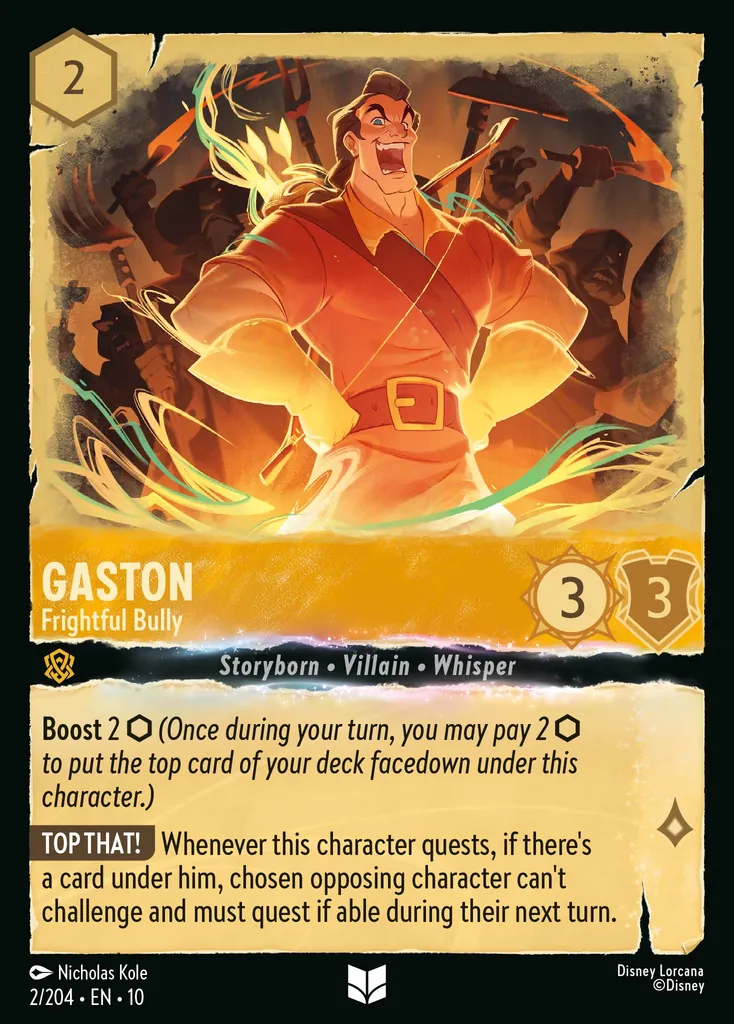 2
GASTON
Frightful Bully
3
3
Storyborn • Villain • Whisper
Boost 2 ⬡ (Once during your turn, you may pay 2 ⬡
to put the top card of your deck facedown under this
character.)
TOP THAT! Whenever this character quests, if there's
a card under him, chosen opposing character can't
challenge and must quest if able during their next turn.
Nicholas Kole
2/204 • EN • 10
Disney Lorcana
©Disney